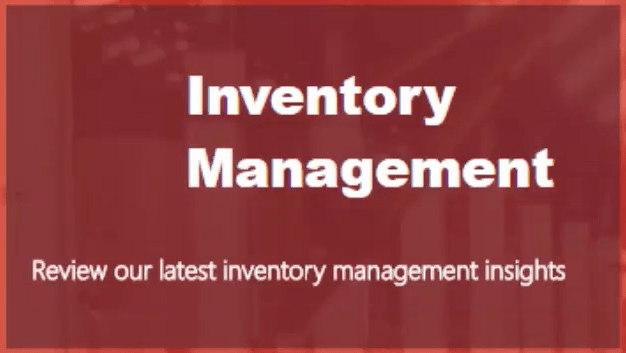 Inventory
Management
Review our latest inventory management insights